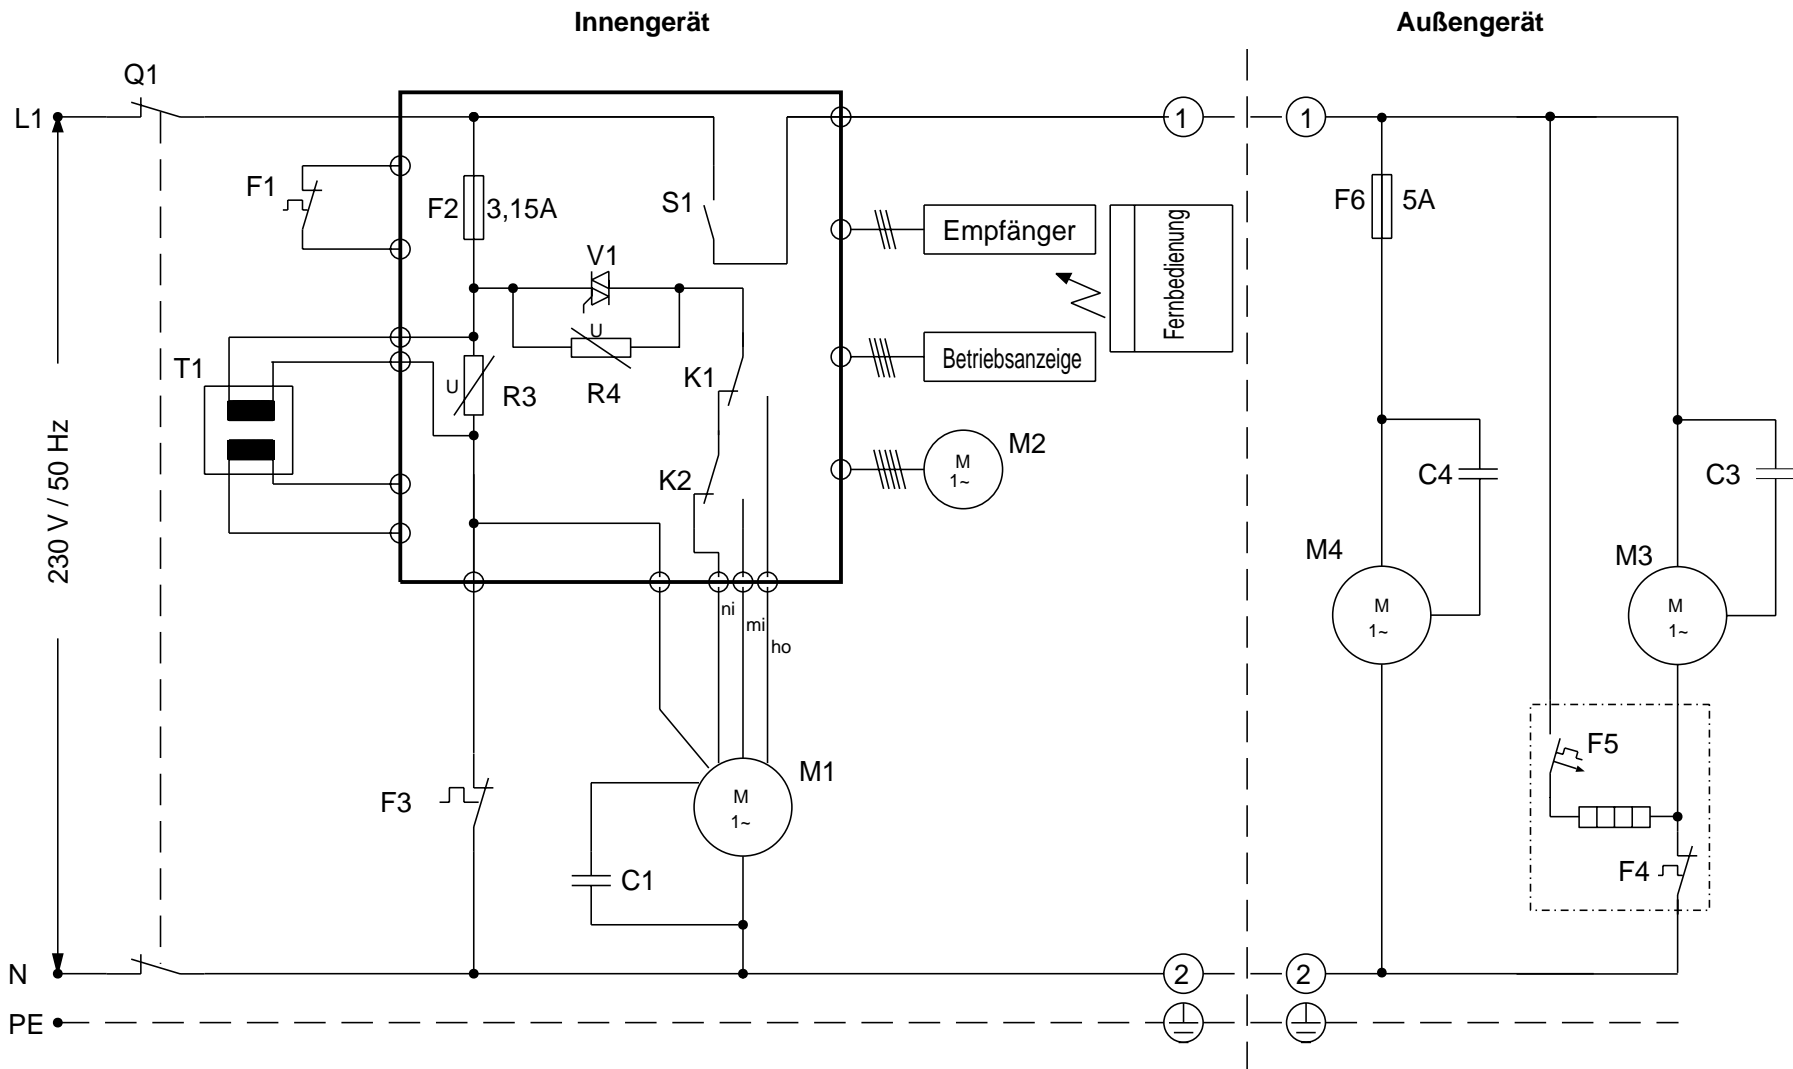 Innengerät
Außengerät
Q1
L1
1
1
F1
F2
3,15A
S1
Empfänger
Fernbedienung
F6
5A
V1
U
T1
U
R3
R4
K1
Betriebsanzeige
230 V / 50 Hz
K2
M
1~
M2
C4
C3
M4
M
1~
M3
M
1~
ni
mi
ho
F3
M
1~
M1
F5
C1
F4
N
2
2
PE